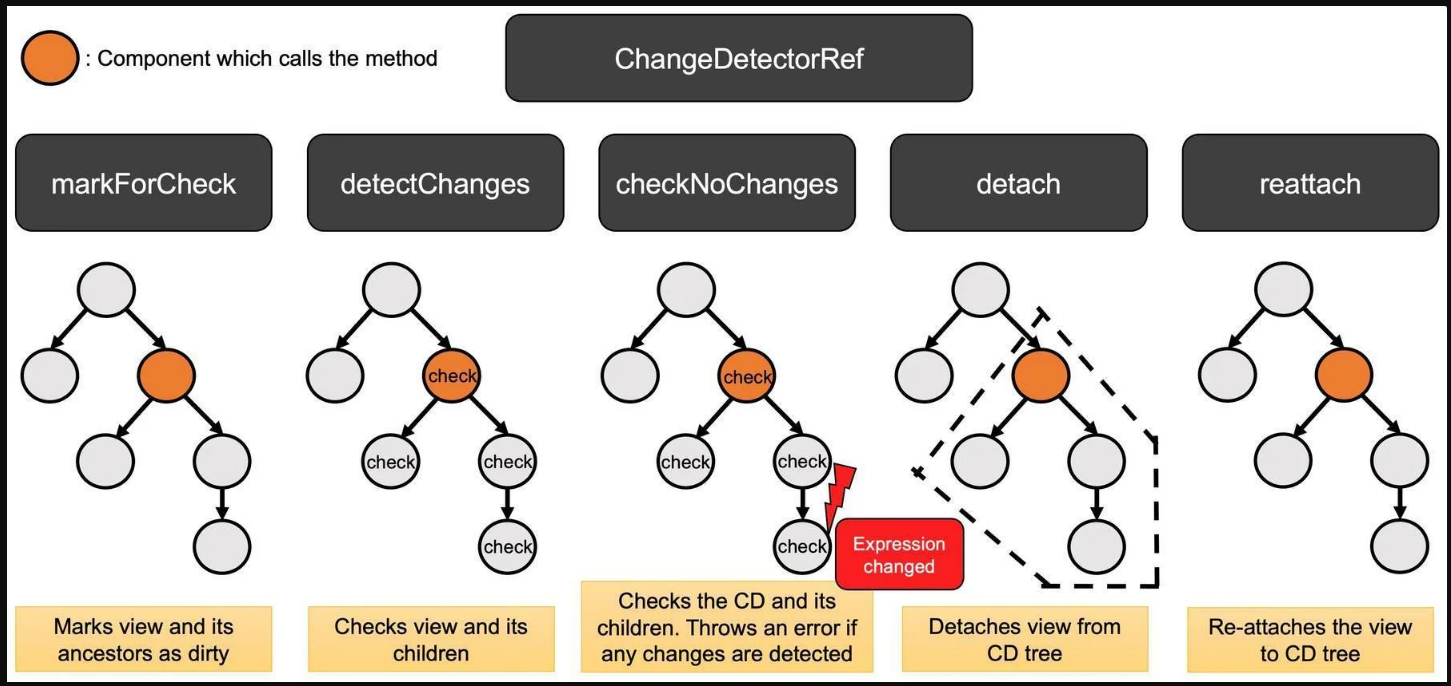 : Component which calls the method
ChangeDetectorRef
markForCheck
detectChanges
checkNoChanges
detach
reattach
check
check
check
check
check
check
check
check
Expression
changed
Marks view and its
ancestors as dirty
Checks view and its
children
Checks the CD and its
children. Throws an error if
any changes are detected
Detaches view from
CD tree
Re-attaches the view
to CD tree